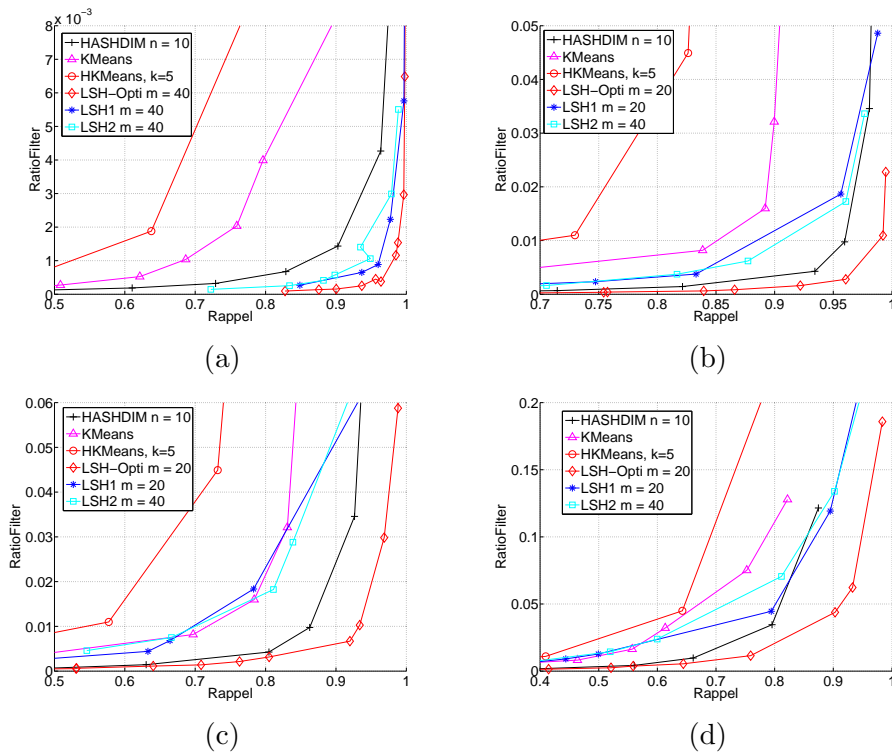 8 x 10^-3
7
6
5
4
3
2
1
0
RatioFilter
HASHDIM n = 10
KMeans
HKMeans, k=5
LSH-Opti m = 40
LSH1 m = 40
LSH2 m = 40
0.5 0.6 0.7 0.8 0.9 1
Rappel
(a)
0.05
0.04
0.03
0.02
0.01
0
RatioFilter
HASHDIM n = 10
KMeans
HKMeans, k=5
LSH-Opti m = 20
LSH1 m = 20
LSH2 m = 40
0.7 0.75 0.8 0.85 0.9 0.95 1
Rappel
(b)
0.06
0.05
0.04
0.03
0.02
0.01
0
RatioFilter
HASHDIM n = 10
KMeans
HKMeans, k=5
LSH-Opti m = 20
LSH1 m = 20
LSH2 m = 40
0.5 0.6 0.7 0.8 0.9 1
Rappel
(c)
0.2
0.15
0.1
0.05
0
RatioFilter
HASHDIM n = 10
KMeans
HKMeans, k=5
LSH-Opti m = 20
LSH1 m = 20
LSH2 m = 40
0.4 0.5 0.6 0.7 0.8 0.95 1
Rappel
(d)